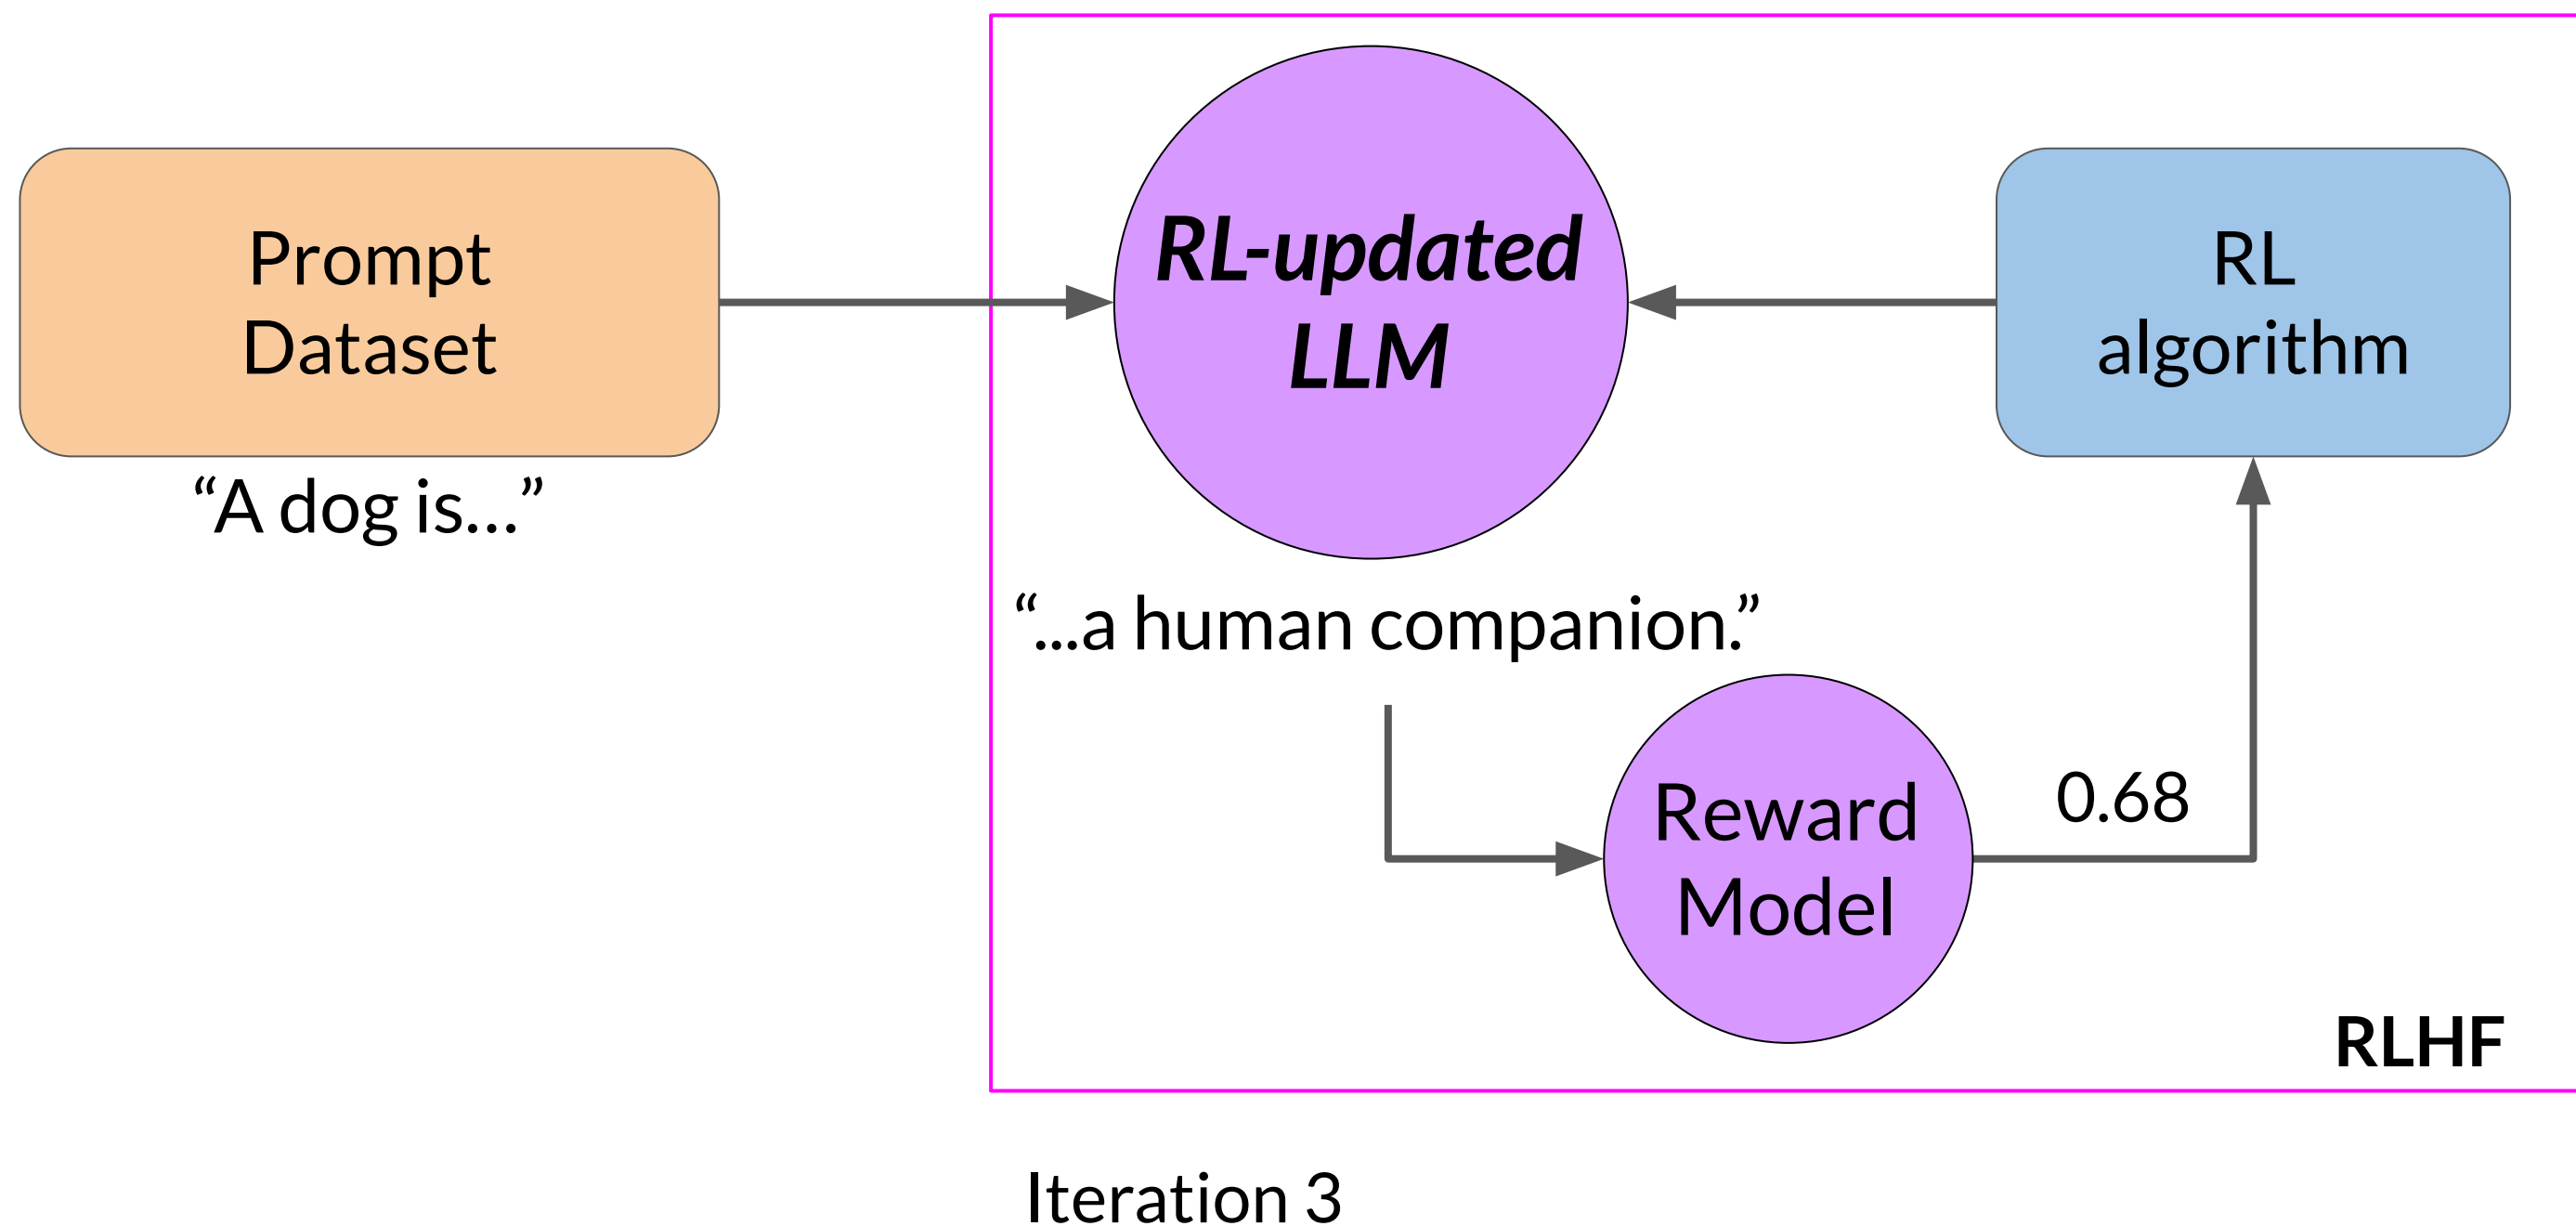 Prompt
Dataset
“A dog is...”
RL-updated
LLM
“...a human companion.”
RL
algorithm
Reward
Model
0.68
RLHF
Iteration 3